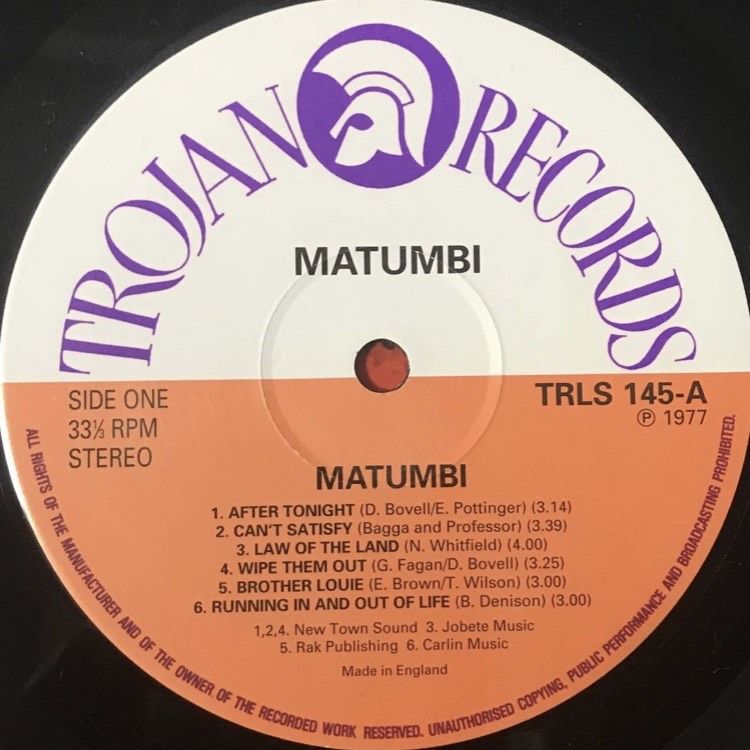 TROJAN RECORDS
MATUMBI
SIDE ONE
33⅓ RPM
STEREO
TRLS 145-A
℗ 1977
MATUMBI
1. AFTER TONIGHT (D. Bovell/E. Pottinger) (3.14)
2. CAN'T SATISFY (Bagga and Professor) (3.39)
3. LAW OF THE LAND (N. Whitfield) (4.00)
4. WIPE THEM OUT (G. Fagan/D. Bovell) (3.25)
5. BROTHER LOUIE (E. Brown/T. Wilson) (3.00)
6. RUNNING IN AND OUT OF LIFE (B. Denison) (3.00)
1,2,4. New Town Sound 3. Jobete Music
5. Rak Publishing 6. Carlin Music
Made in England
ALL RIGHTS OF THE MANUFACTURER AND OF THE OWNER OF THE RECORDED WORK RESERVED. UNAUTHORISED COPYING, PUBLIC PERFORMANCE AND BROADCASTING PROHIBITED.